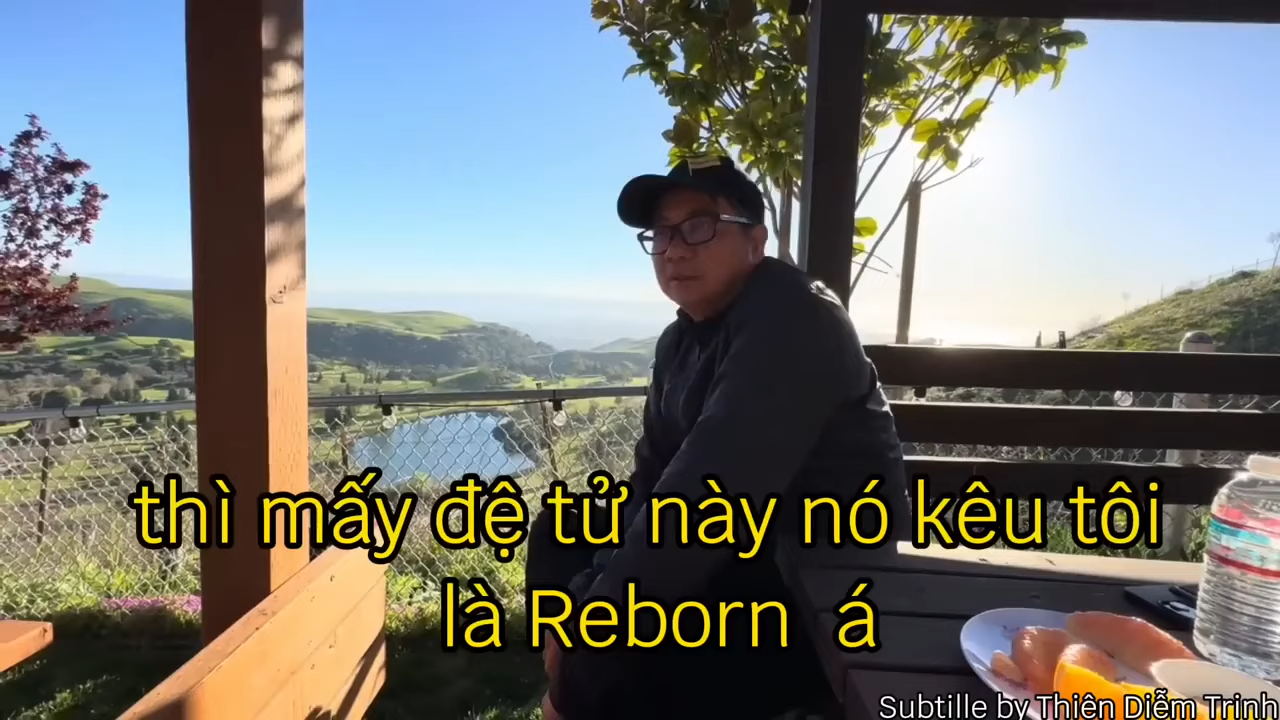 thì mấy đệ tử này nó kêu tôi
là Reborn á
Subtille by Thiên Diễm Trinh